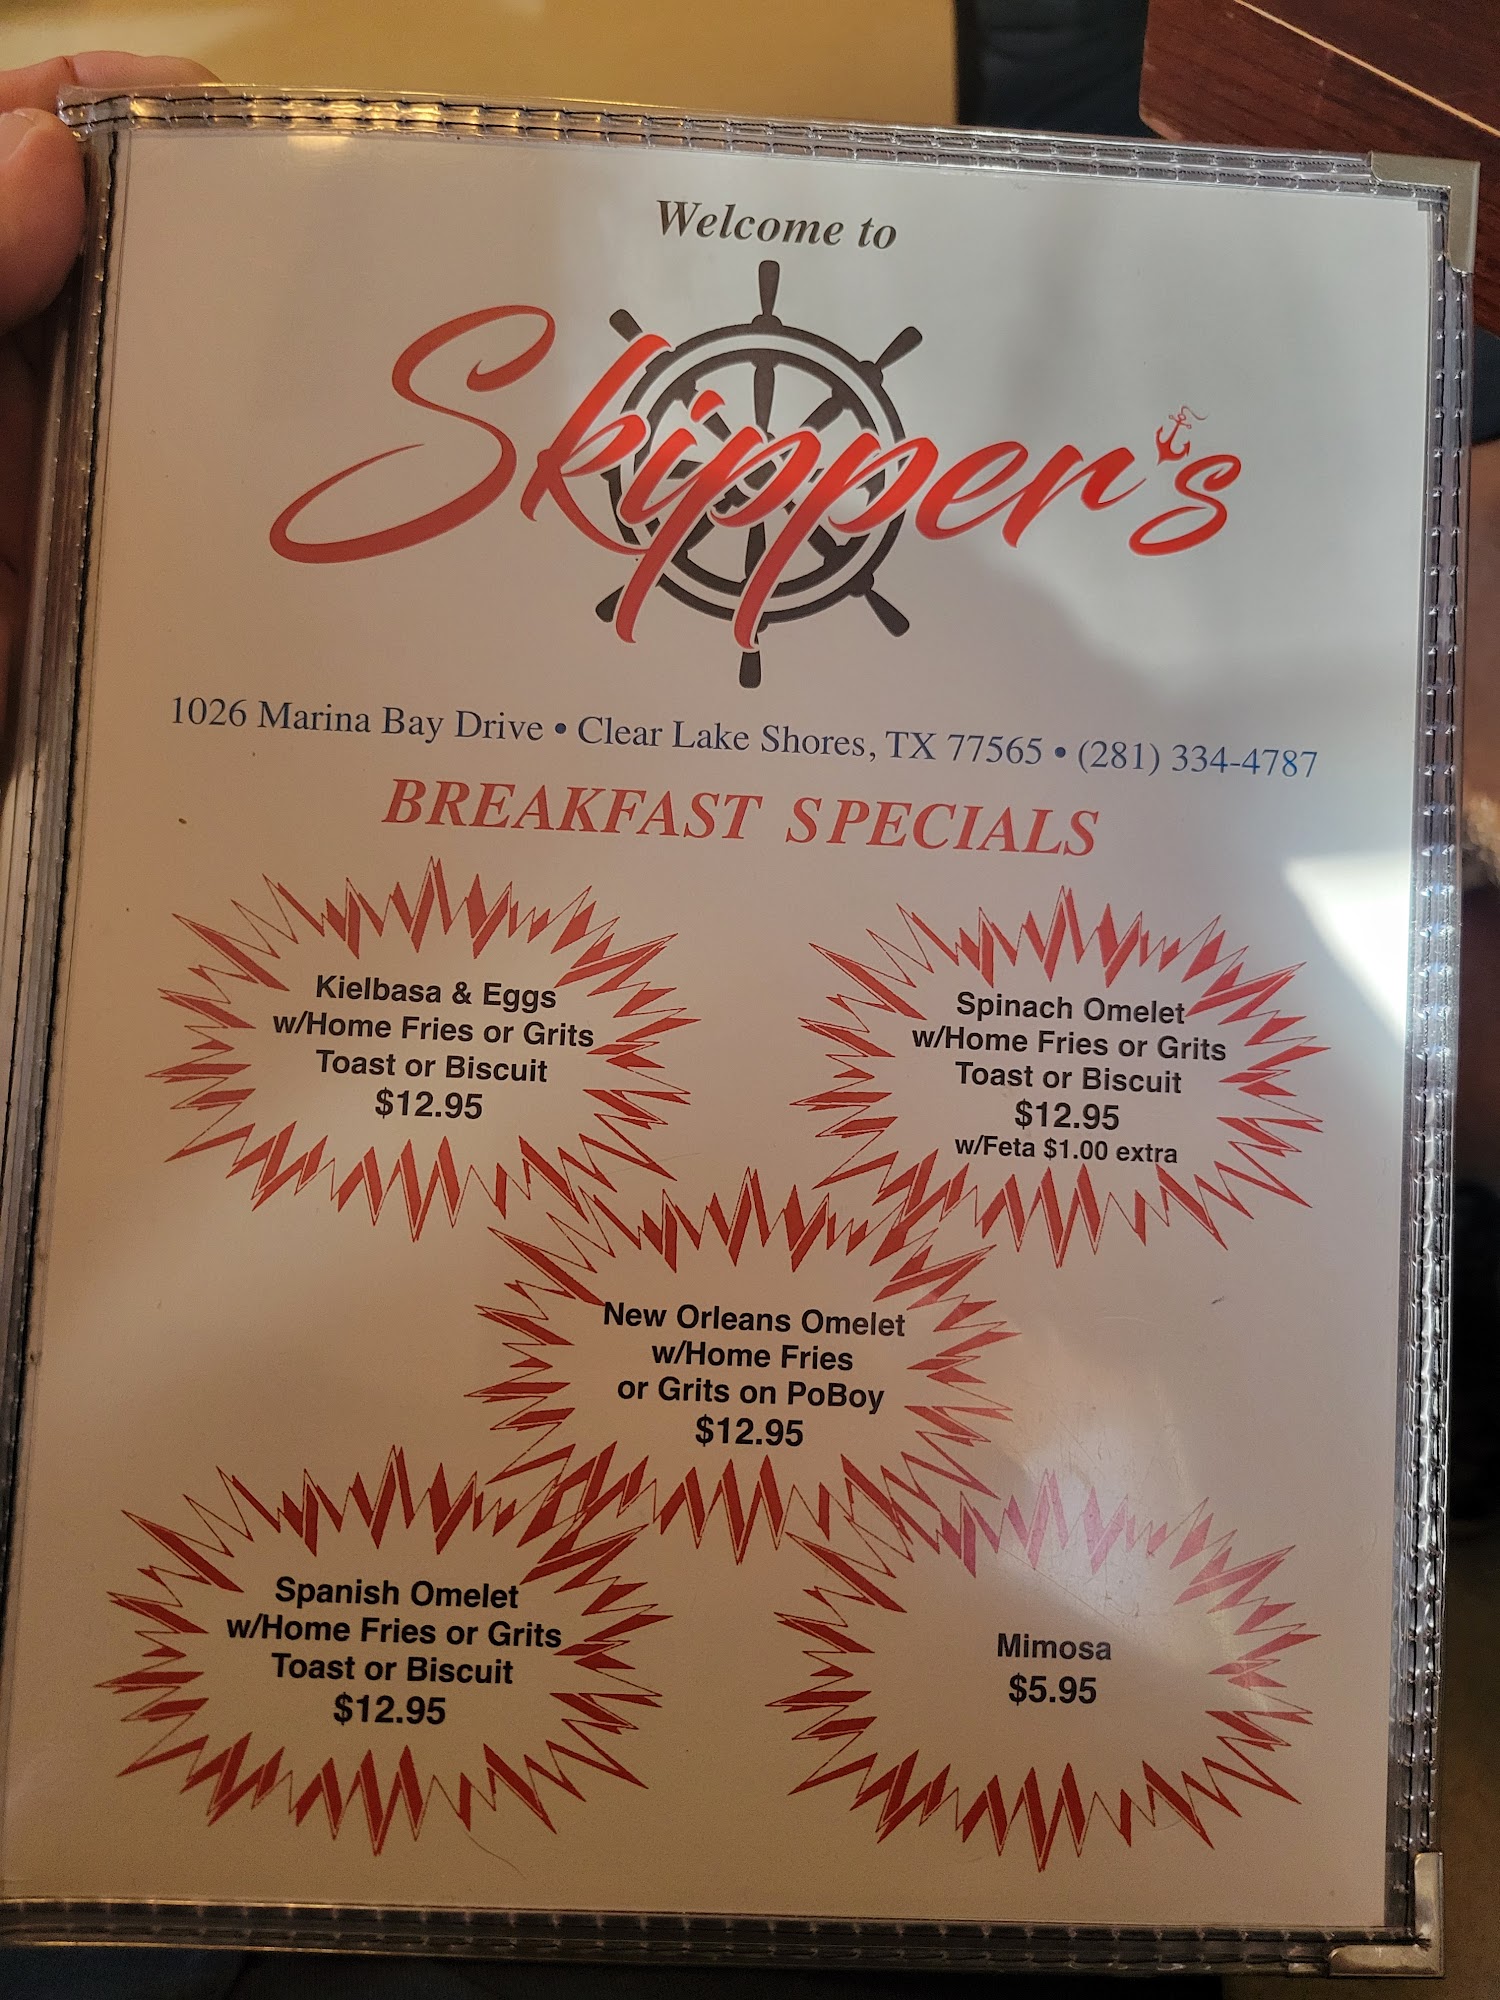 Welcome to
Skipper's
1026 Marina Bay Drive • Clear Lake Shores, TX 77565 • (281) 334-4787
BREAKFAST SPECIALS
Kielbasa & Eggs
w/Home Fries or Grits
Toast or Biscuit
$12.95
Spinach Omelet
w/Home Fries or Grits
Toast or Biscuit
$12.95
w/Feta $1.00 extra
New Orleans Omelet
w/Home Fries
or Grits on PoBoy
$12.95
Spanish Omelet
w/Home Fries or Grits
Toast or Biscuit
$12.95
Mimosa
$5.95